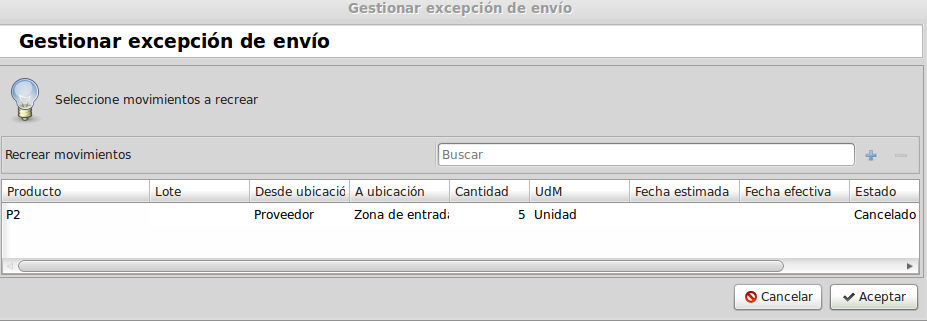 Gestionar excepción de envío
Gestionar excepción de envío
Seleccione movimientos a recrear
Recrear movimientos Buscar
Producto Lote Desde ubicació A ubicación Cantidad UdM Fecha estimada Fecha efectiva Estado
P2 Proveedor Zona de entrada 5 Unidad Cancelado
Cancelar Aceptar